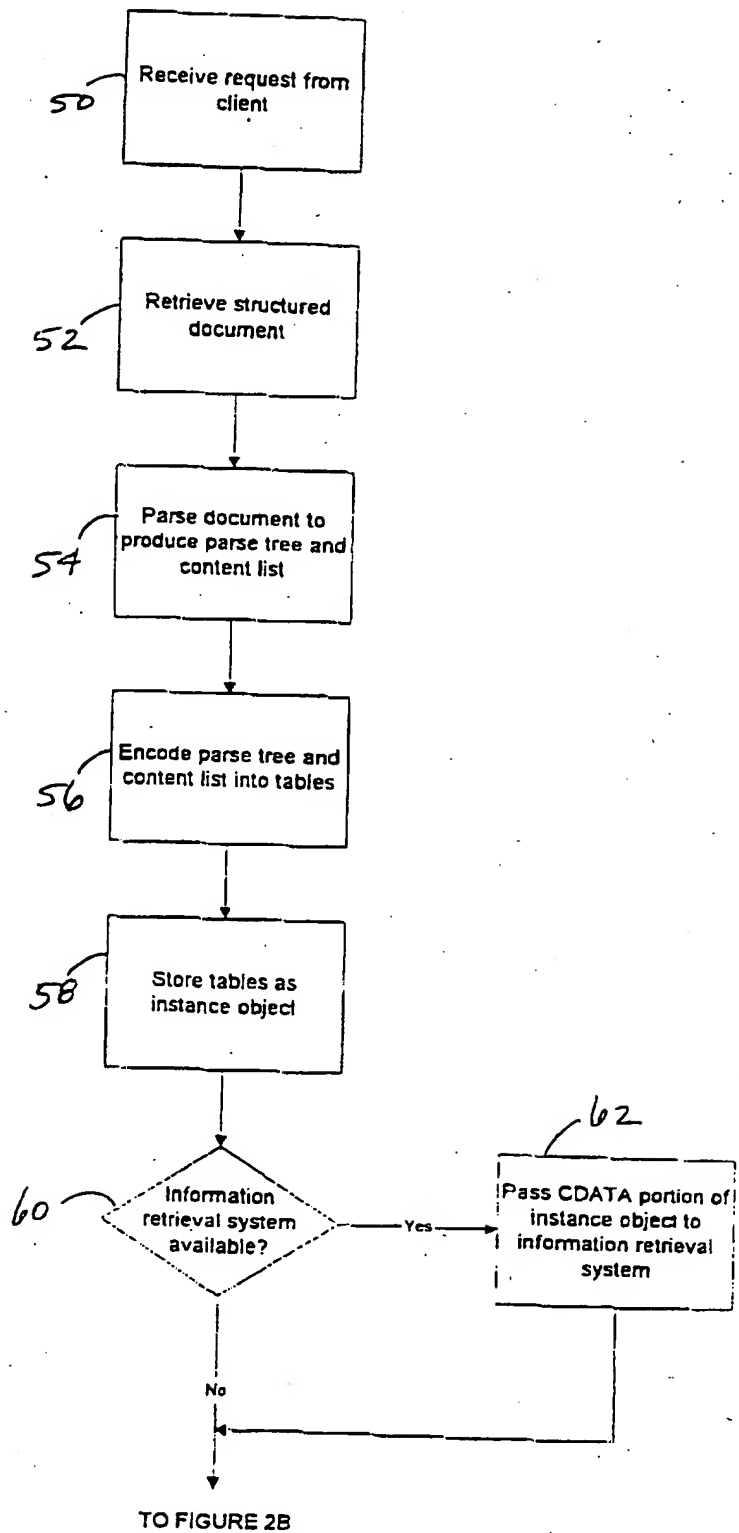 50
Receive request from
client
52
Retrieve structured
document
54
Parse document to
produce parse tree and
content list
56
Encode parse tree and
content list into tables
58
Store tables as
instance object
60
Information
retrieval system
available?
Yes
62
Pass CDATA portion of
instance object to
information retrieval
system
No
TO FIGURE 2B